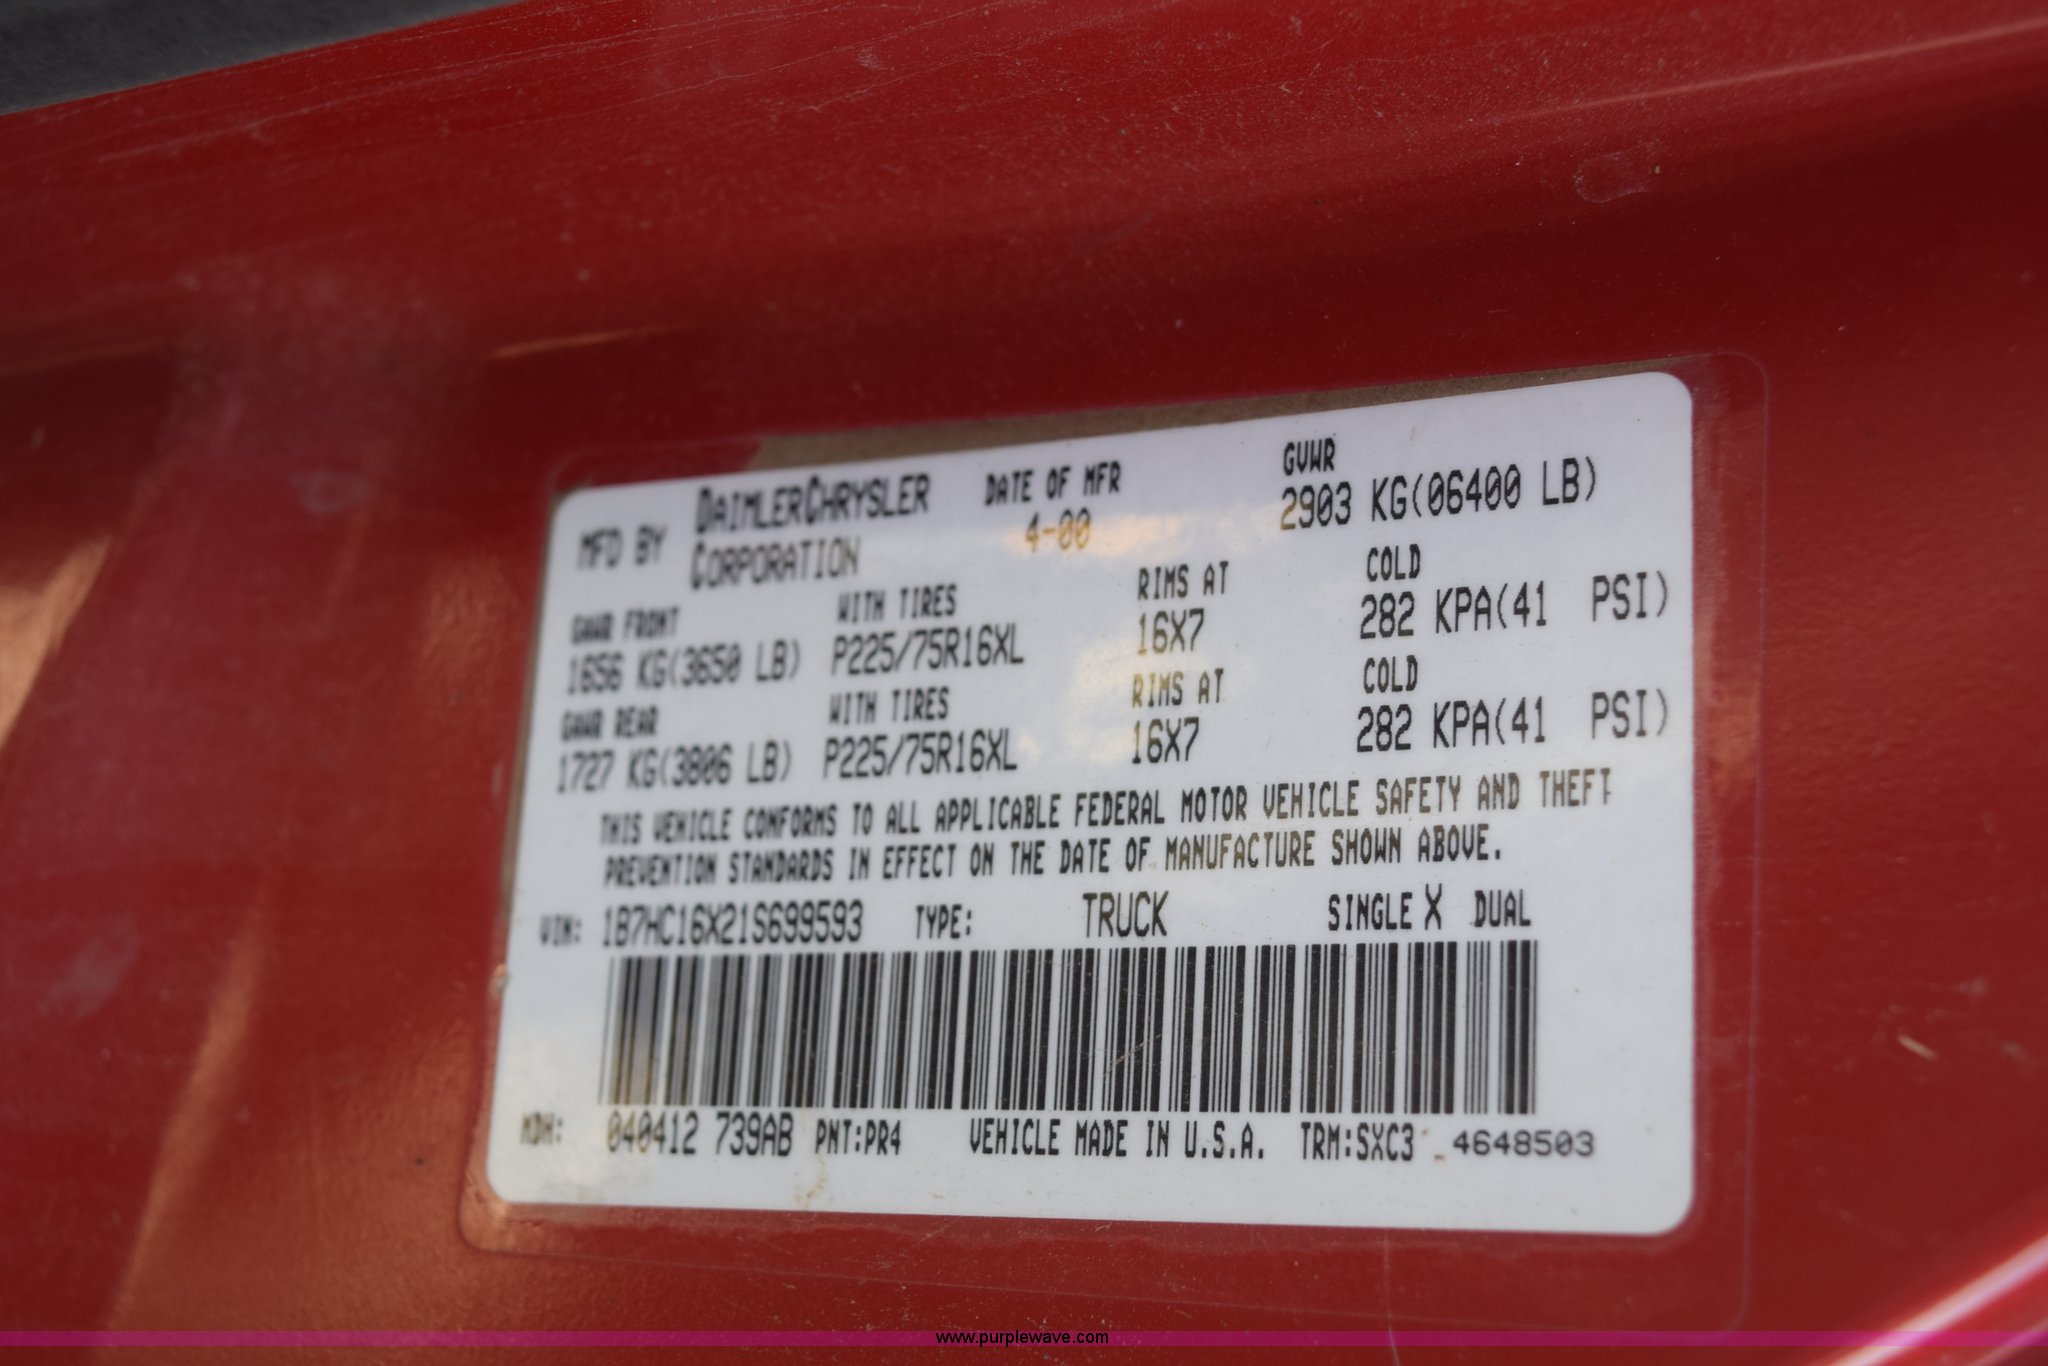 MFD BY DAIMLERCHRYSLER CORPORATION DATE OF MFR 4-00 GVWR 2903 KG(06400 LB)
GAWR FRONT WITH TIRES RIMS AT COLD
1656 KG(3650 LB) P225/75R16XL 16X7 282 KPA(41 PSI)
GAWR REAR WITH TIRES RIMS AT COLD
1727 KG(3806 LB) P225/75R16XL 16X7 282 KPA(41 PSI)
THIS VEHICLE CONFORMS TO ALL APPLICABLE FEDERAL MOTOR VEHICLE SAFETY AND THEFT
PREVENTION STANDARDS IN EFFECT ON THE DATE OF MANUFACTURE SHOWN ABOVE.
VIN: 1B7HC16X21S699593 TYPE: TRUCK SINGLE X DUAL
MDH: 040412 739AB PNT:PR4 VEHICLE MADE IN U.S.A. TRM:SXC3 4648503
www.purplewave.com